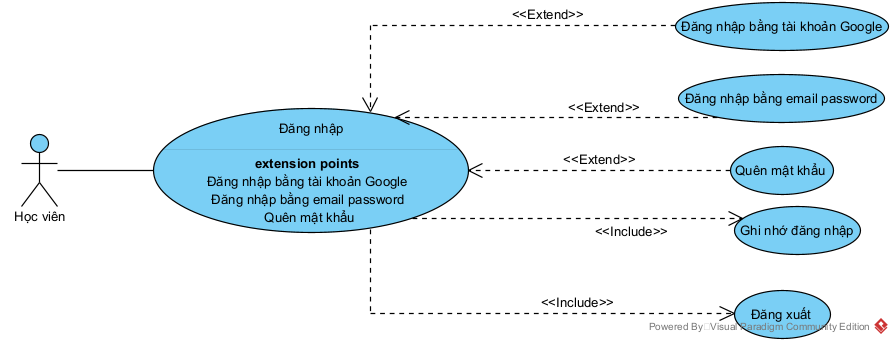 <<Extend>>
Đăng nhập bằng tài khoản Google
<<Extend>>
Đăng nhập bằng email password
Đăng nhập
extension points
Đăng nhập bằng tài khoản Google
Đăng nhập bằng email password
Quên mật khẩu
<<Extend>>
Quên mật khẩu
Học viên
<<Include>>
Ghi nhớ đăng nhập
<<Include>>
Đăng xuất
Powered By Visual Paradigm Community Edition